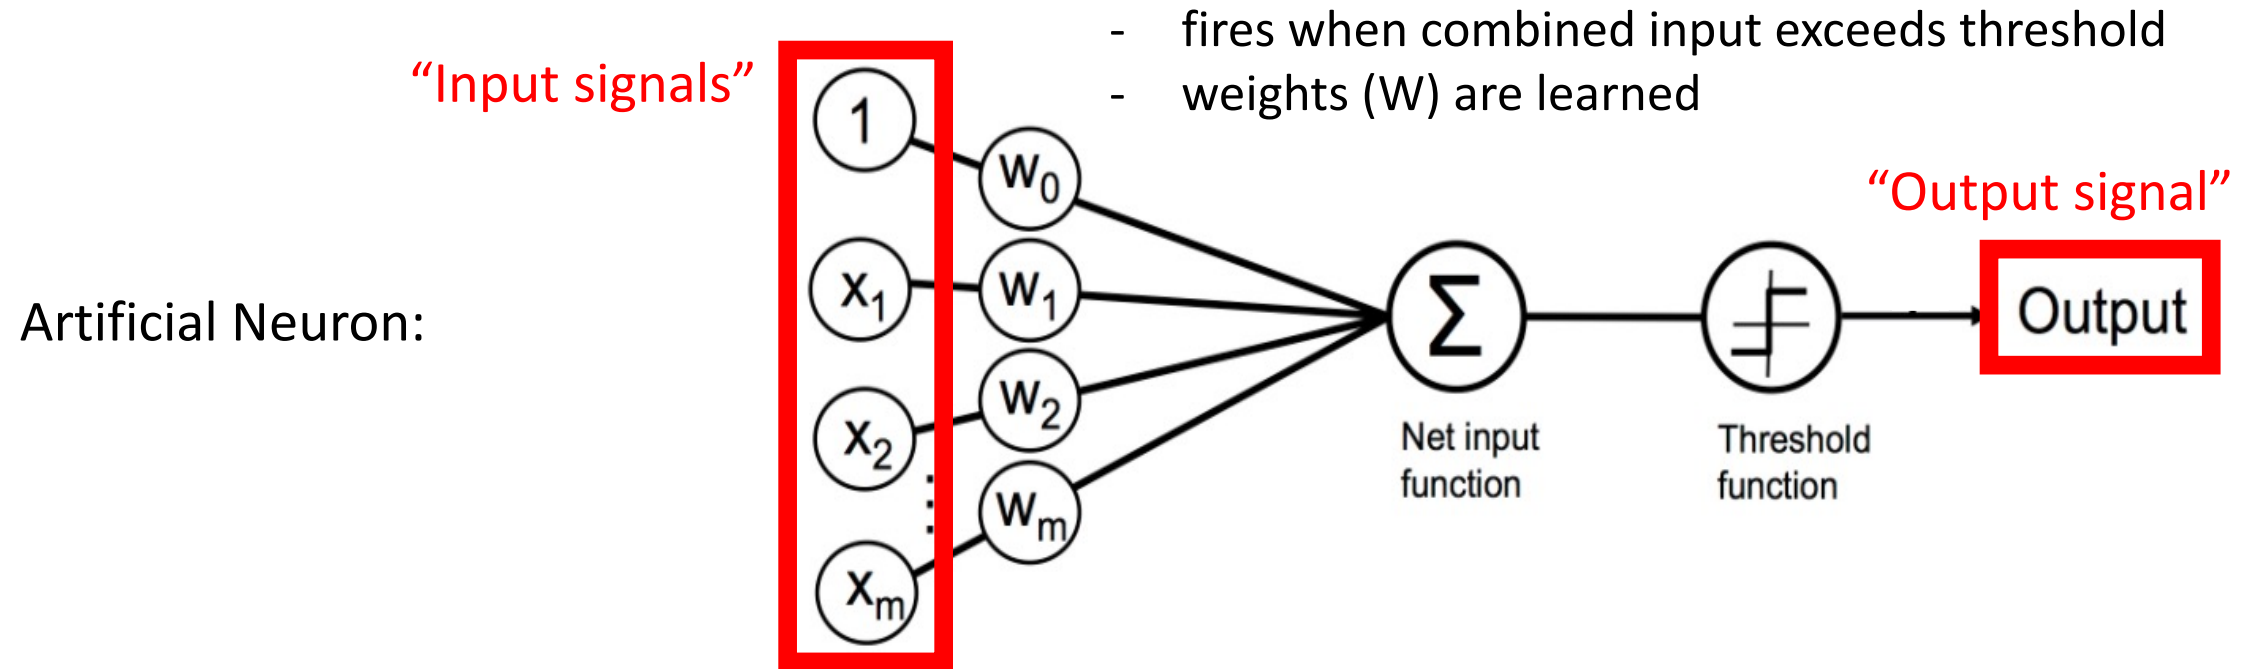 - fires when combined input exceeds threshold
- weights (W) are learned
“Input signals”
“Output signal”
Artificial Neuron:
1
x₁
x₂
⋮
xₘ
w₀
w₁
w₂
wₘ
Σ
Net input
function
Threshold
function
Output